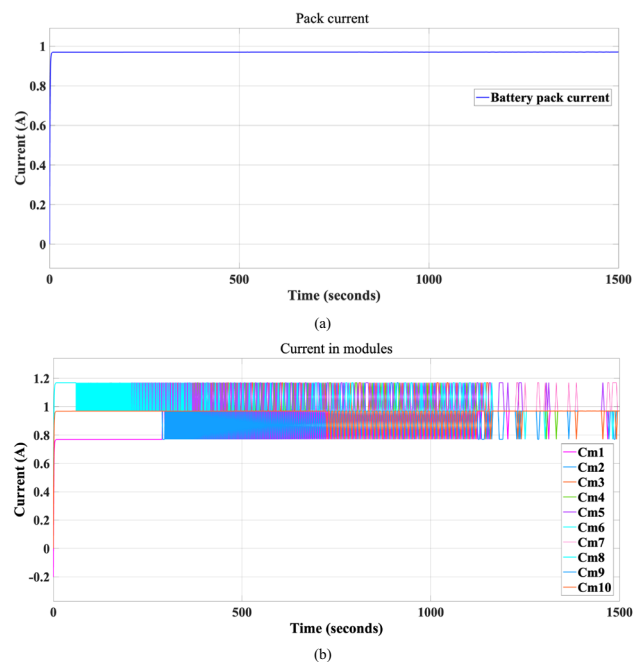 Pack current
1
0.8
0.6
0.4
0.2
0
Current (A)
Battery pack current
0
500
1000
1500
Time (seconds)
(a)
Current in modules
1.2
1
0.8
0.6
0.4
0.2
0
-0.2
Current (A)
Cm1
Cm2
Cm3
Cm4
Cm5
Cm6
Cm7
Cm8
Cm9
Cm10
0
500
1000
1500
Time (seconds)
(b)